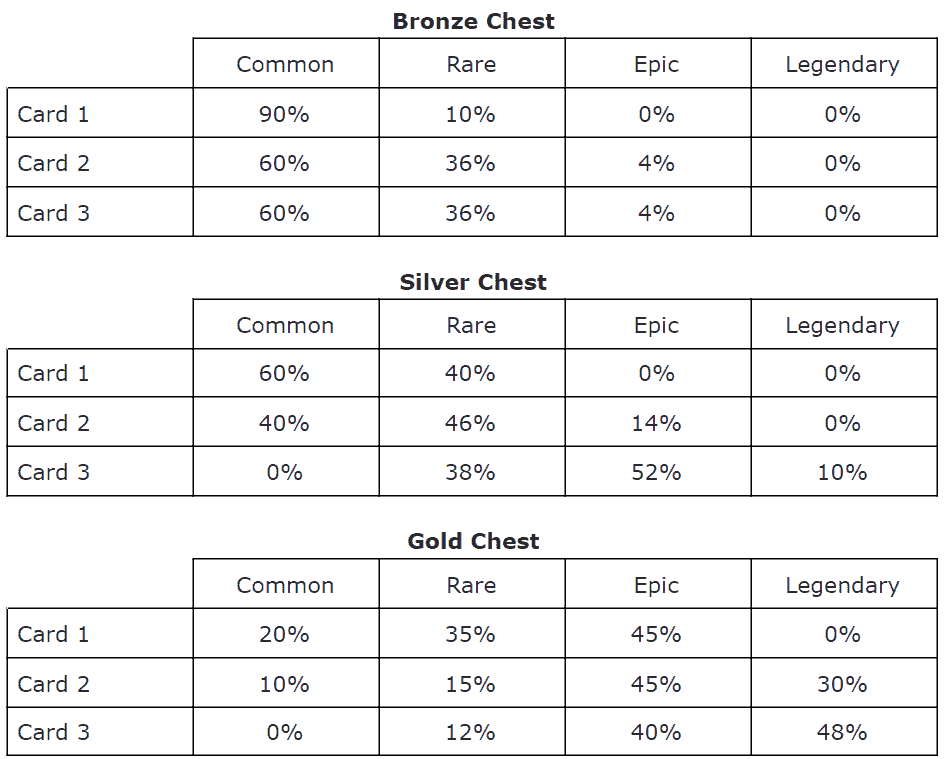 Bronze Chest
Common Rare Epic Legendary
Card 1 90% 10% 0% 0%
Card 2 60% 36% 4% 0%
Card 3 60% 36% 4% 0%
Silver Chest
Common Rare Epic Legendary
Card 1 60% 40% 0% 0%
Card 2 40% 46% 14% 0%
Card 3 0% 38% 52% 10%
Gold Chest
Common Rare Epic Legendary
Card 1 20% 35% 45% 0%
Card 2 10% 15% 45% 30%
Card 3 0% 12% 40% 48%